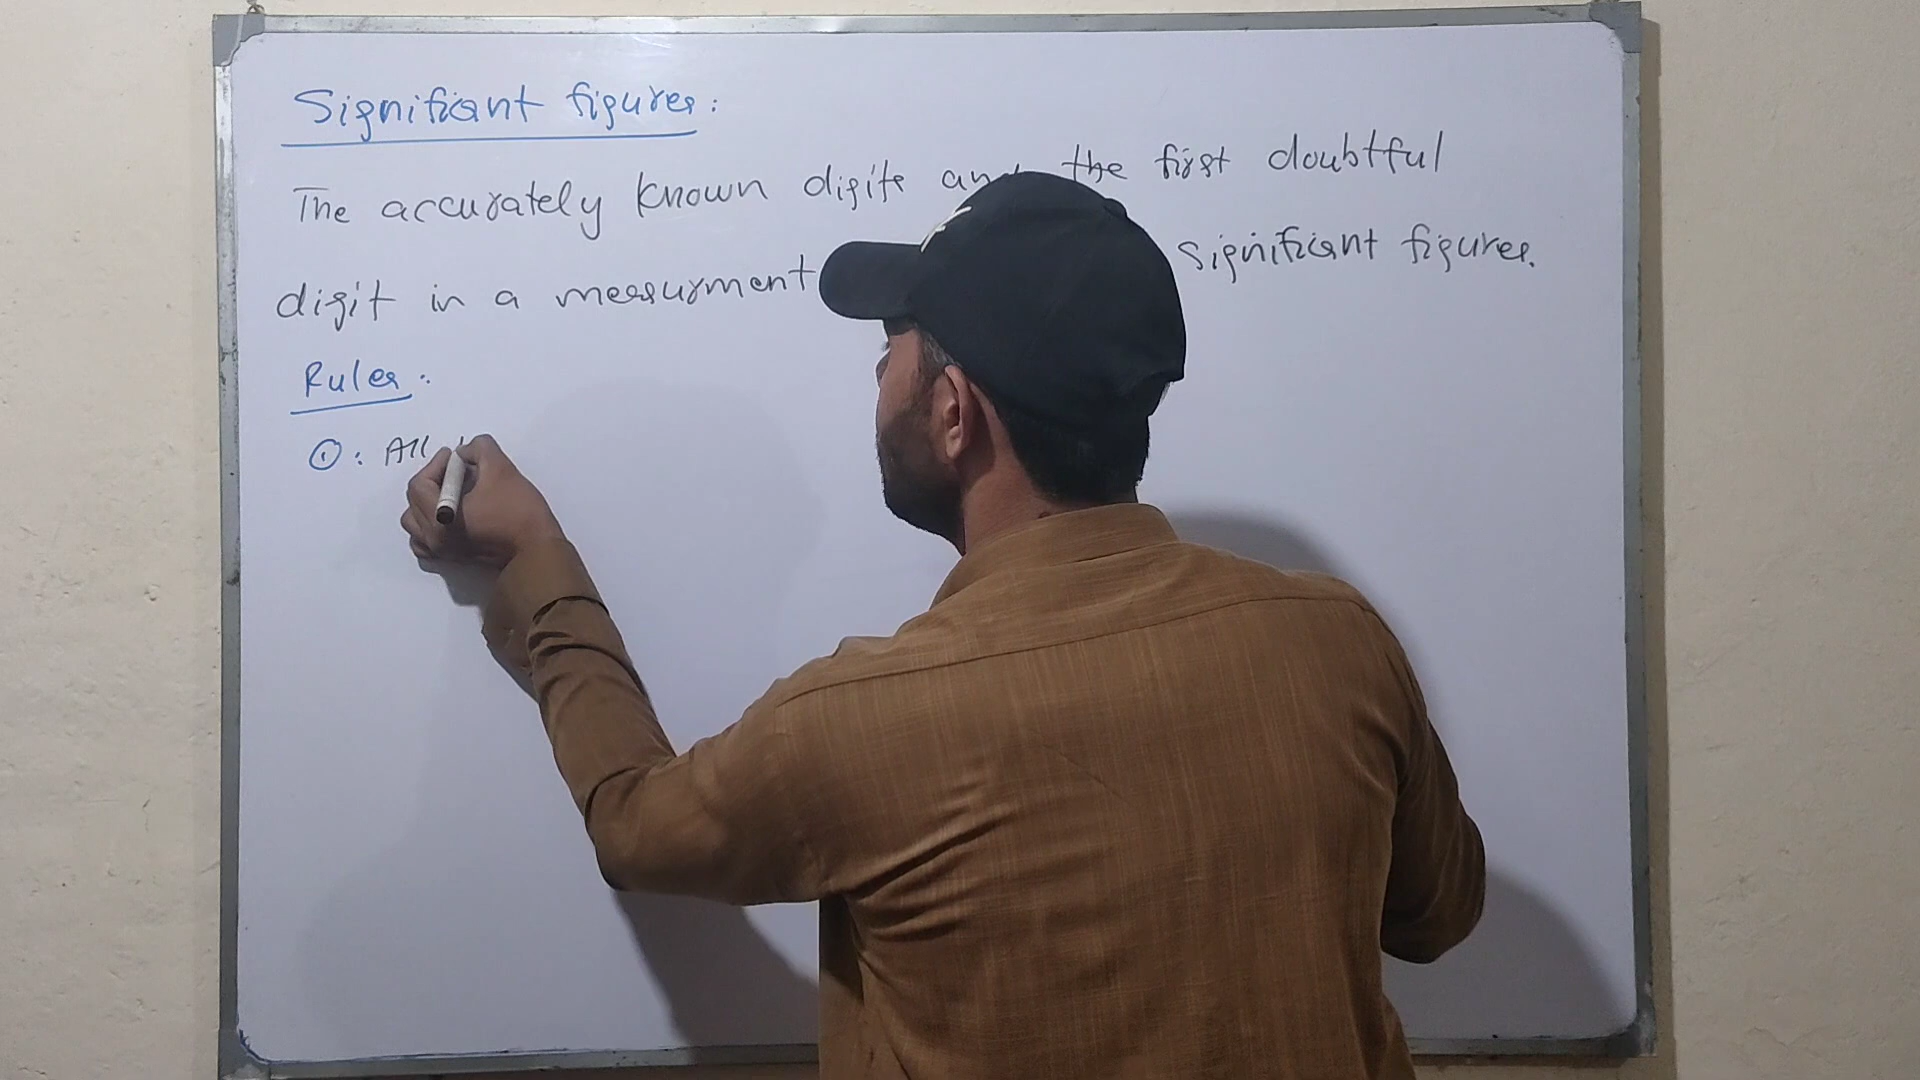 Significant figures:
The accurately known digits and the first doubtful
digit in a measurment significant figures.
Rules:
①: All